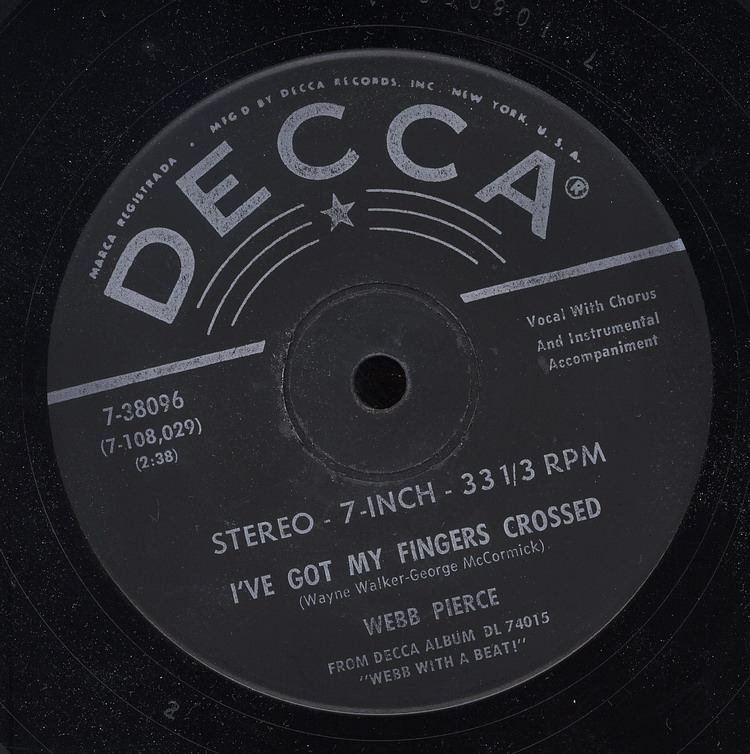 MARCA REGISTRADA • MFG'D BY DECCA RECORDS, INC., NEW YORK, U.S.A.
DECCA®
Vocal With Chorus
And Instrumental
Accompaniment
7-38096
(7-108,029)
(2:38)
STEREO - 7-INCH - 33 1/3 RPM
I'VE GOT MY FINGERS CROSSED
(Wayne Walker-George McCormick)
WEBB PIERCE
FROM DECCA ALBUM DL 74015
"WEBB WITH A BEAT!"